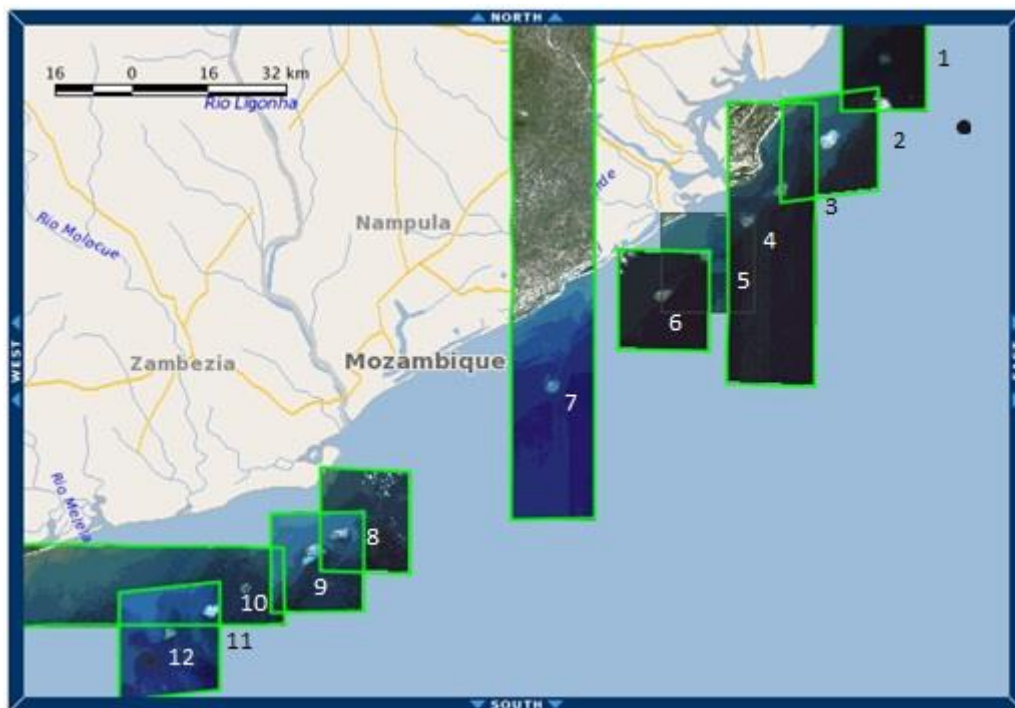 NORTH
16 0 16 32 km
Rio Ligonha
1
2
3
Rio Molocue
Nampula
4
5
6
WEST
Zambezia
Mozambique
7
Rio Melela
8
9
10
11
12
SOUTH